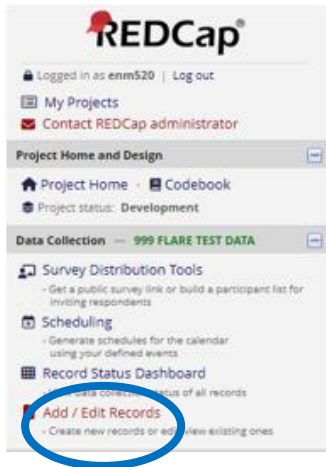 REDCap®
Logged in as enm520 | Log out
My Projects
Contact REDCap administrator
Project Home and Design
Project Home · Codebook
Project status: Development
Data Collection — 999 FLARE TEST DATA
Survey Distribution Tools
- Get a public survey link or build a participant list for
inviting respondents
Scheduling
- Generate schedules for the calendar
using your defined events
Record Status Dashboard
data collection status of all records
Add / Edit Records
- Create new records or edit/view existing ones